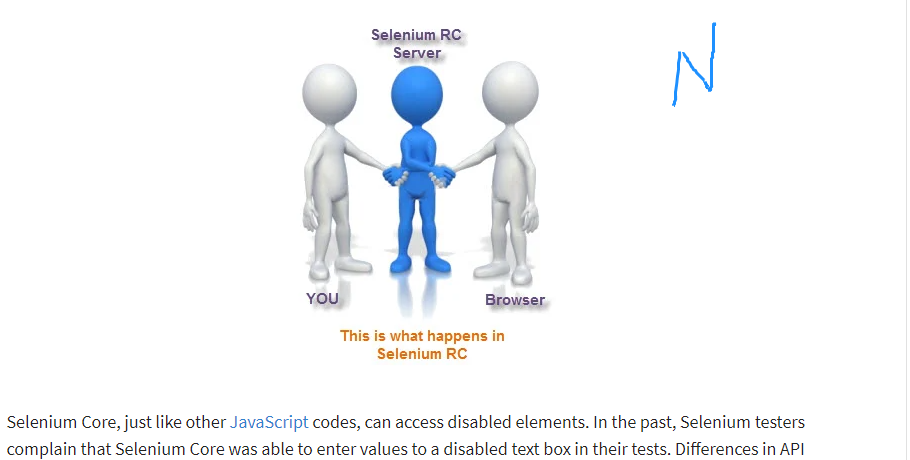 Selenium RC
Server
N
YOU
Browser
This is what happens in
Selenium RC
Selenium Core, just like other JavaScript codes, can access disabled elements. In the past, Selenium testers
complain that Selenium Core was able to enter values to a disabled text box in their tests. Differences in API